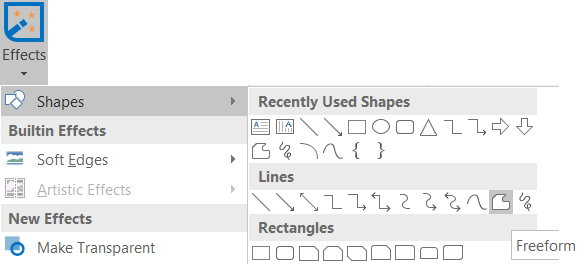 Effects
Shapes
Recently Used Shapes
Builtin Effects
Soft Edges
Artistic Effects
Lines
New Effects
Rectangles
Make Transparent
Freeform